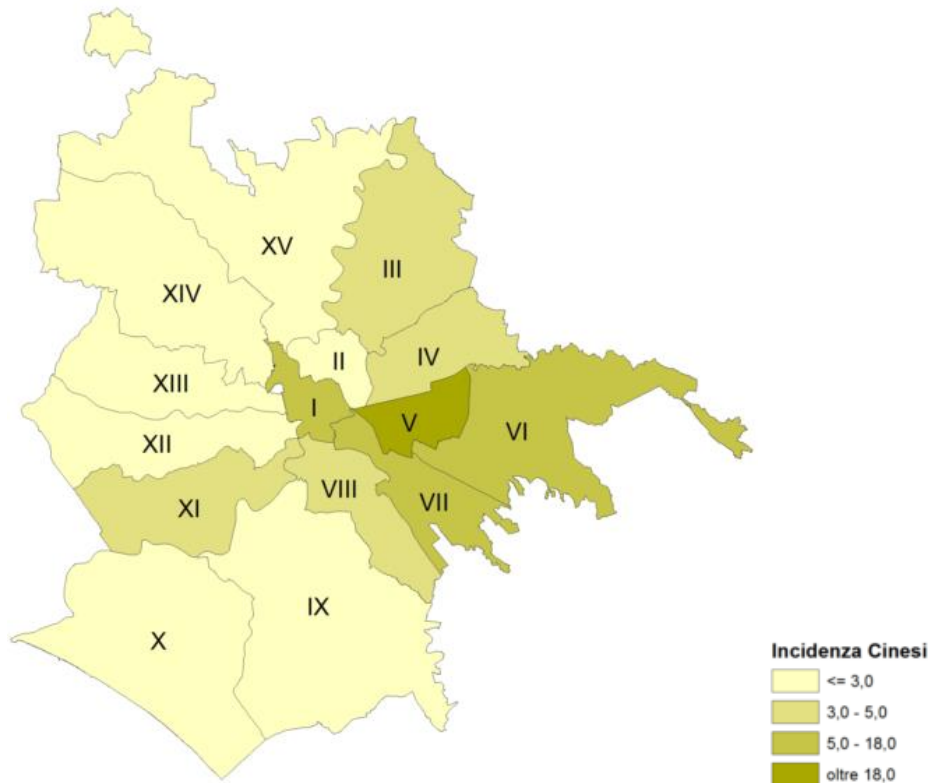 XV
III
XIV
II
IV
XIII
I
V
VI
XII
VIII
XI
VII
IX
X
Incidenza Cinesi
<= 3,0
3,0 - 5,0
5,0 - 18,0
oltre 18,0